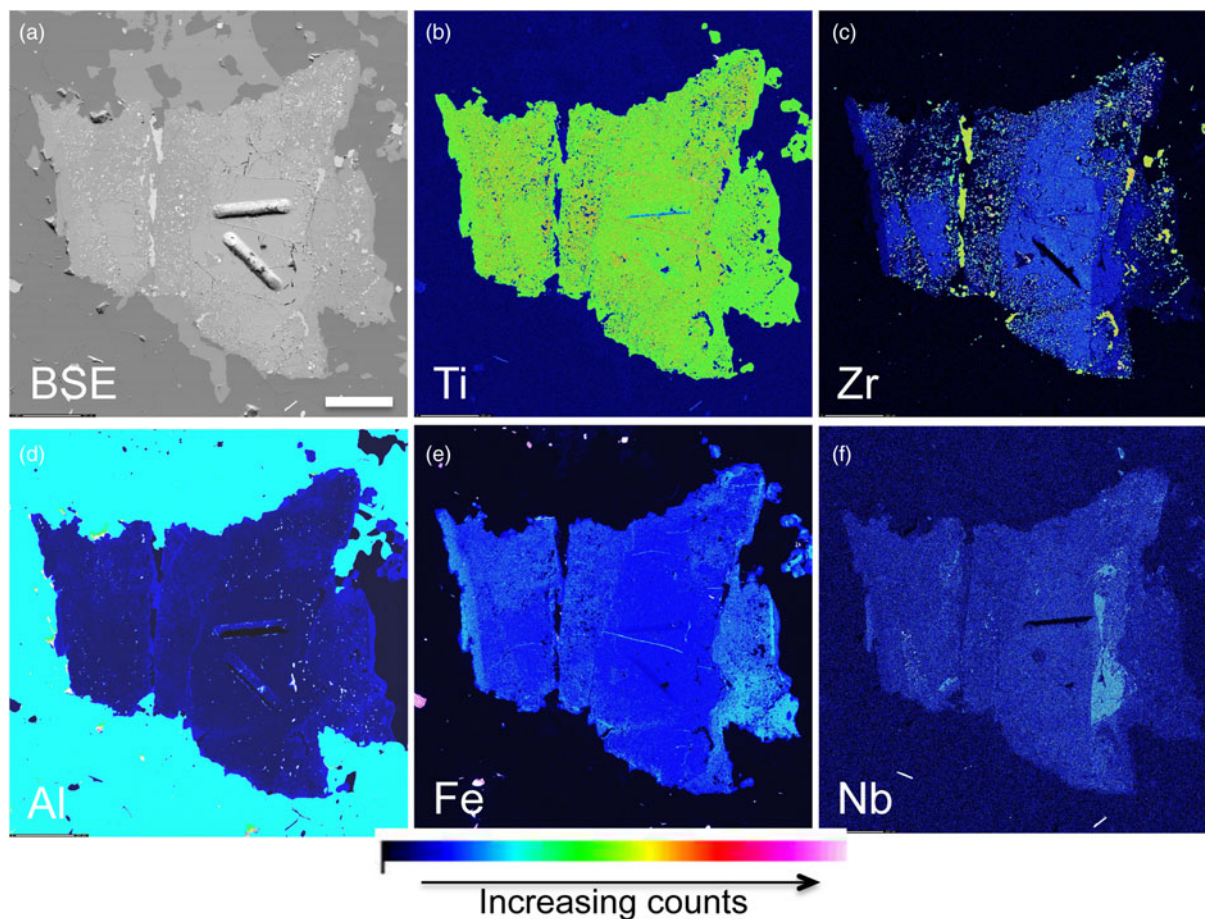 (a)
BSE
(b)
Ti
(c)
Zr
(d)
Al
(e)
Fe
(f)
Nb
Increasing counts